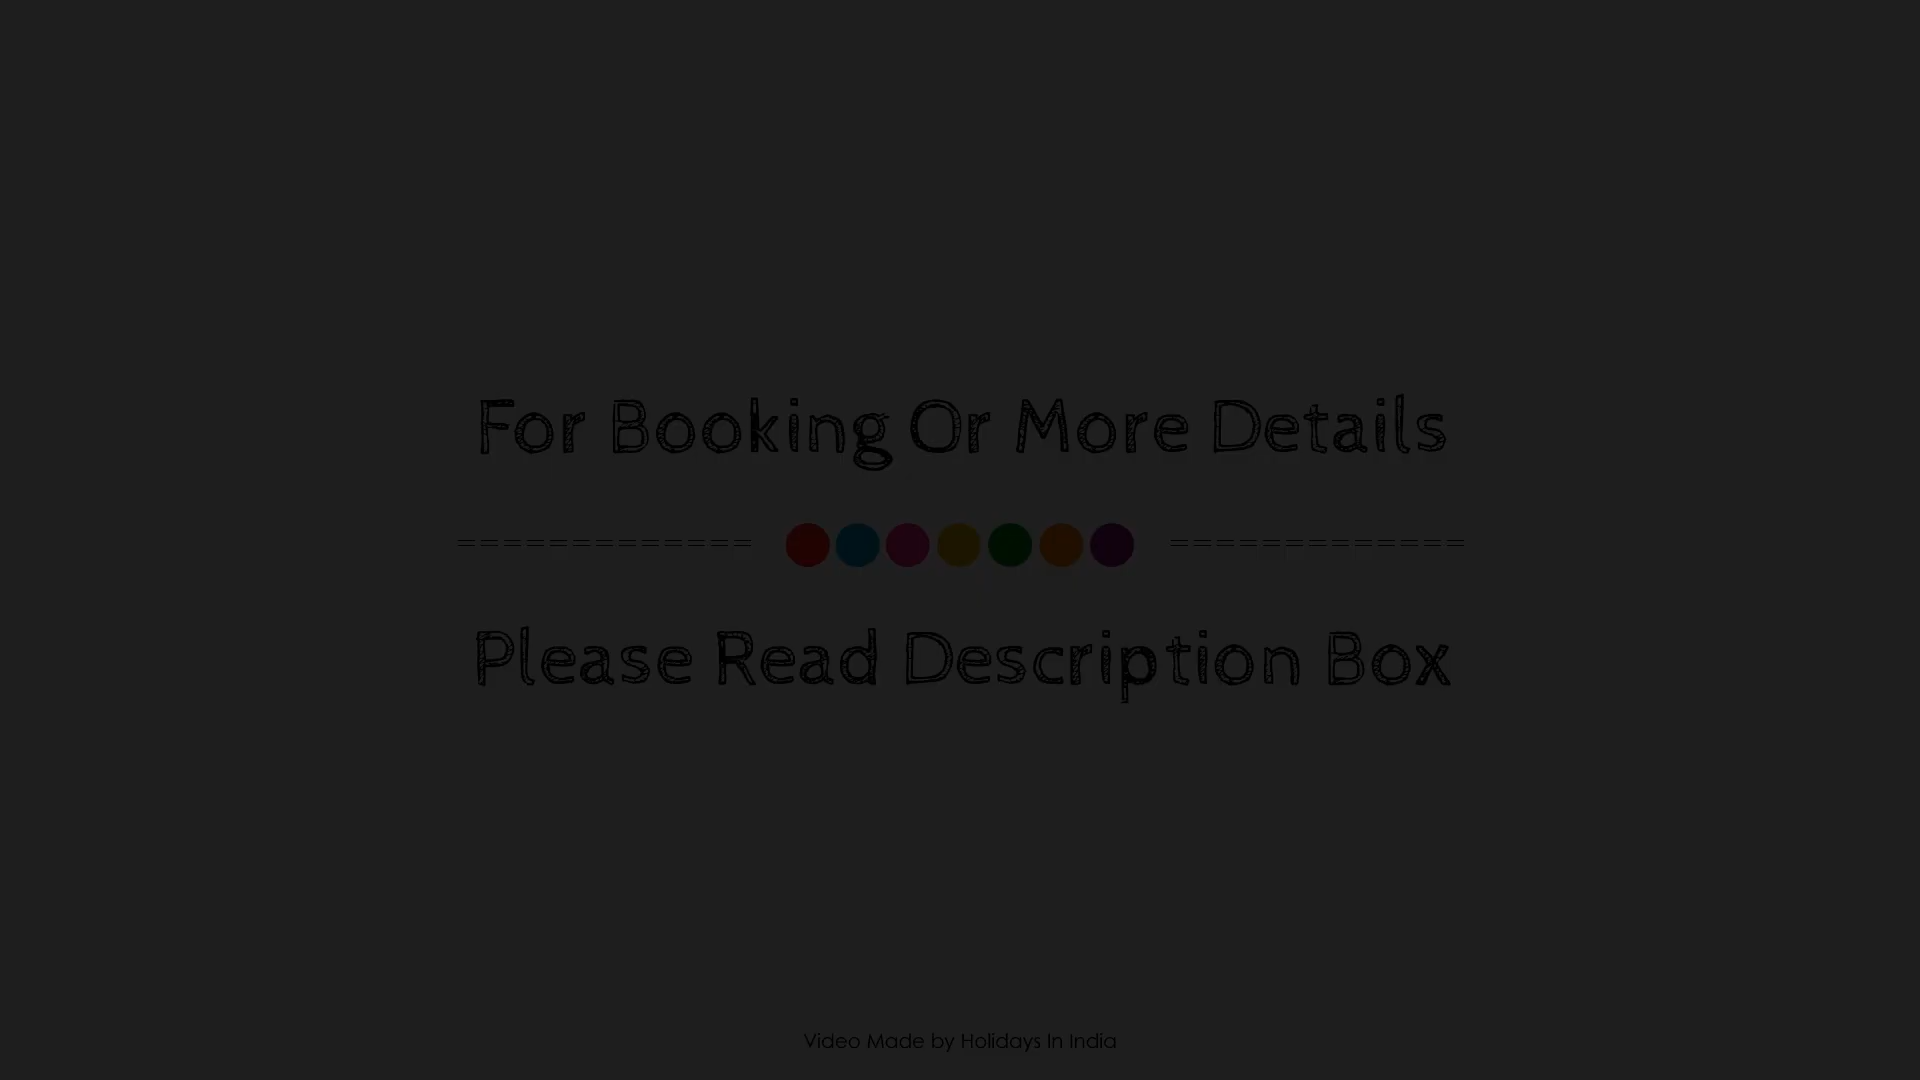 For Booking Or More Details
============= =============
Please Read Description Box
Video Made by Holidays In India